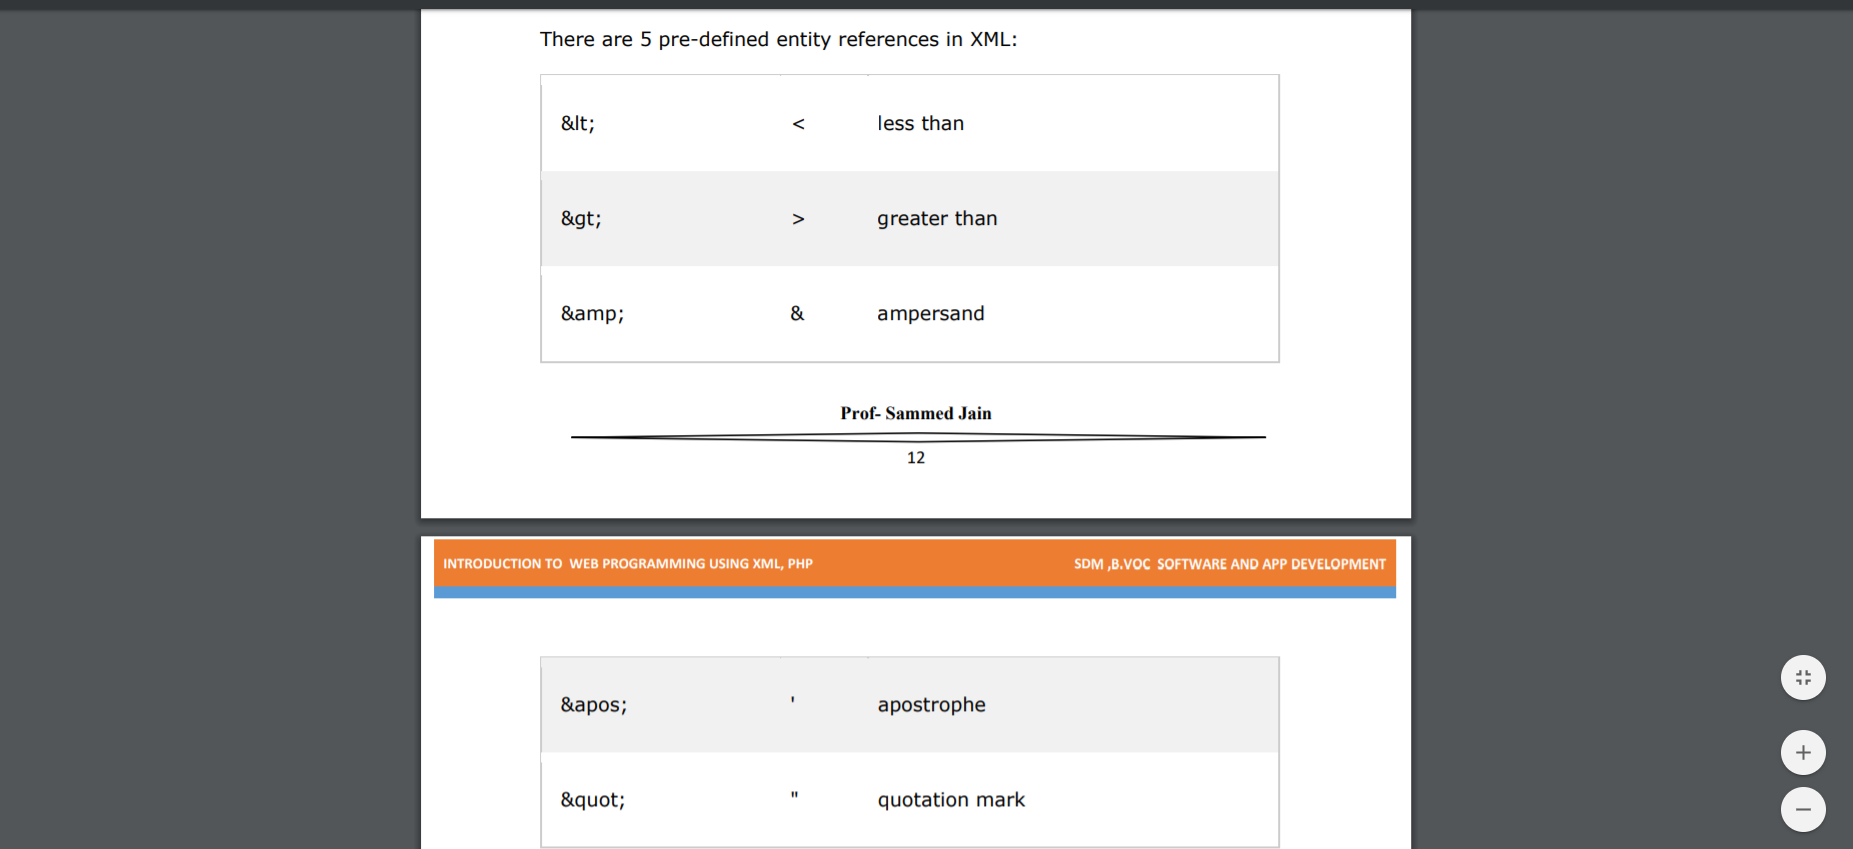 There are 5 pre-defined entity references in XML:
&lt; < less than
&gt; > greater than
&amp; & ampersand
Prof- Sammed Jain
12
INTRODUCTION TO WEB PROGRAMMING USING XML, PHP SDM ,B.VOC SOFTWARE AND APP DEVELOPMENT
&apos; ' apostrophe
&quot; " quotation mark